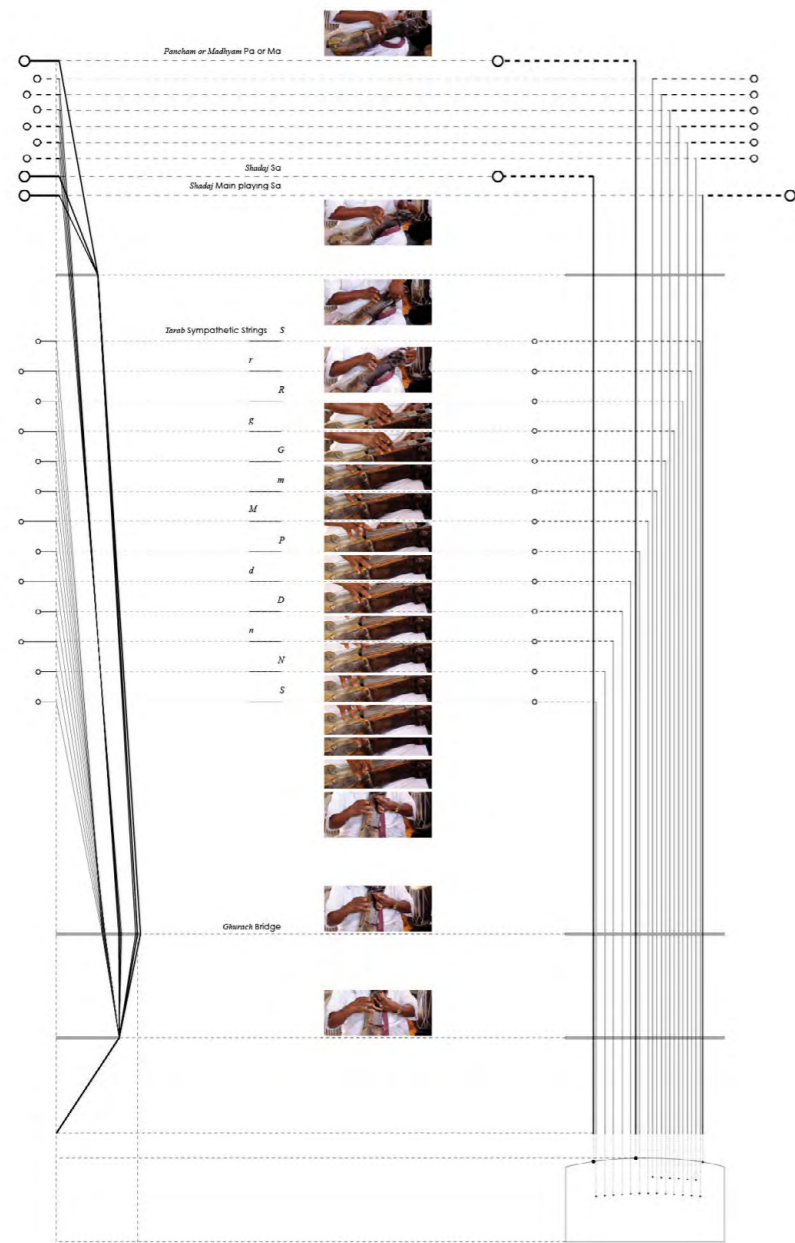 Pancham or Madhyam Pa or Ma
Shadaj Sa
Shadaj Main playing Sa
Tarab Sympathetic Strings S
r
R
g
G
m
M
P
d
D
n
N
S
Ghurach Bridge